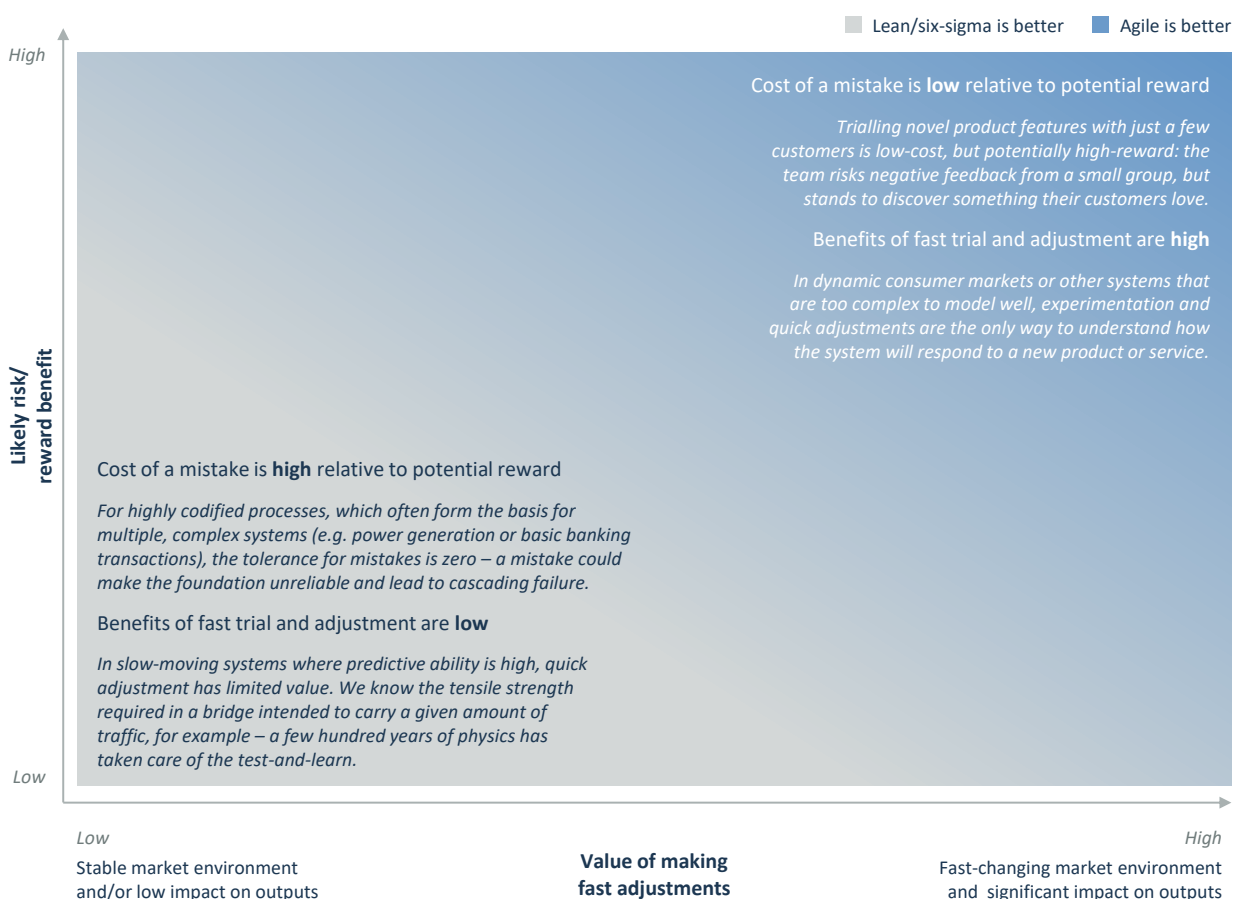 Lean/six-sigma is better
Agile is better
High
Cost of a mistake is low relative to potential reward
Trialling novel product features with just a few
customers is low-cost, but potentially high-reward: the
team risks negative feedback from a small group, but
stands to discover something their customers love.
Benefits of fast trial and adjustment are high
In dynamic consumer markets or other systems that
are too complex to model well, experimentation and
quick adjustments are the only way to understand how
the system will respond to a new product or service.
Likely risk/
reward benefit
Cost of a mistake is high relative to potential reward
For highly codified processes, which often form the basis for
multiple, complex systems (e.g. power generation or basic banking
transactions), the tolerance for mistakes is zero – a mistake could
make the foundation unreliable and lead to cascading failure.
Benefits of fast trial and adjustment are low
In slow-moving systems where predictive ability is high, quick
adjustment has limited value. We know the tensile strength
required in a bridge intended to carry a given amount of
traffic, for example – a few hundred years of physics has
taken care of the test-and-learn.
Low
Low
Stable market environment
and/or low impact on outputs
Value of making
fast adjustments
High
Fast-changing market environment
and significant impact on outputs